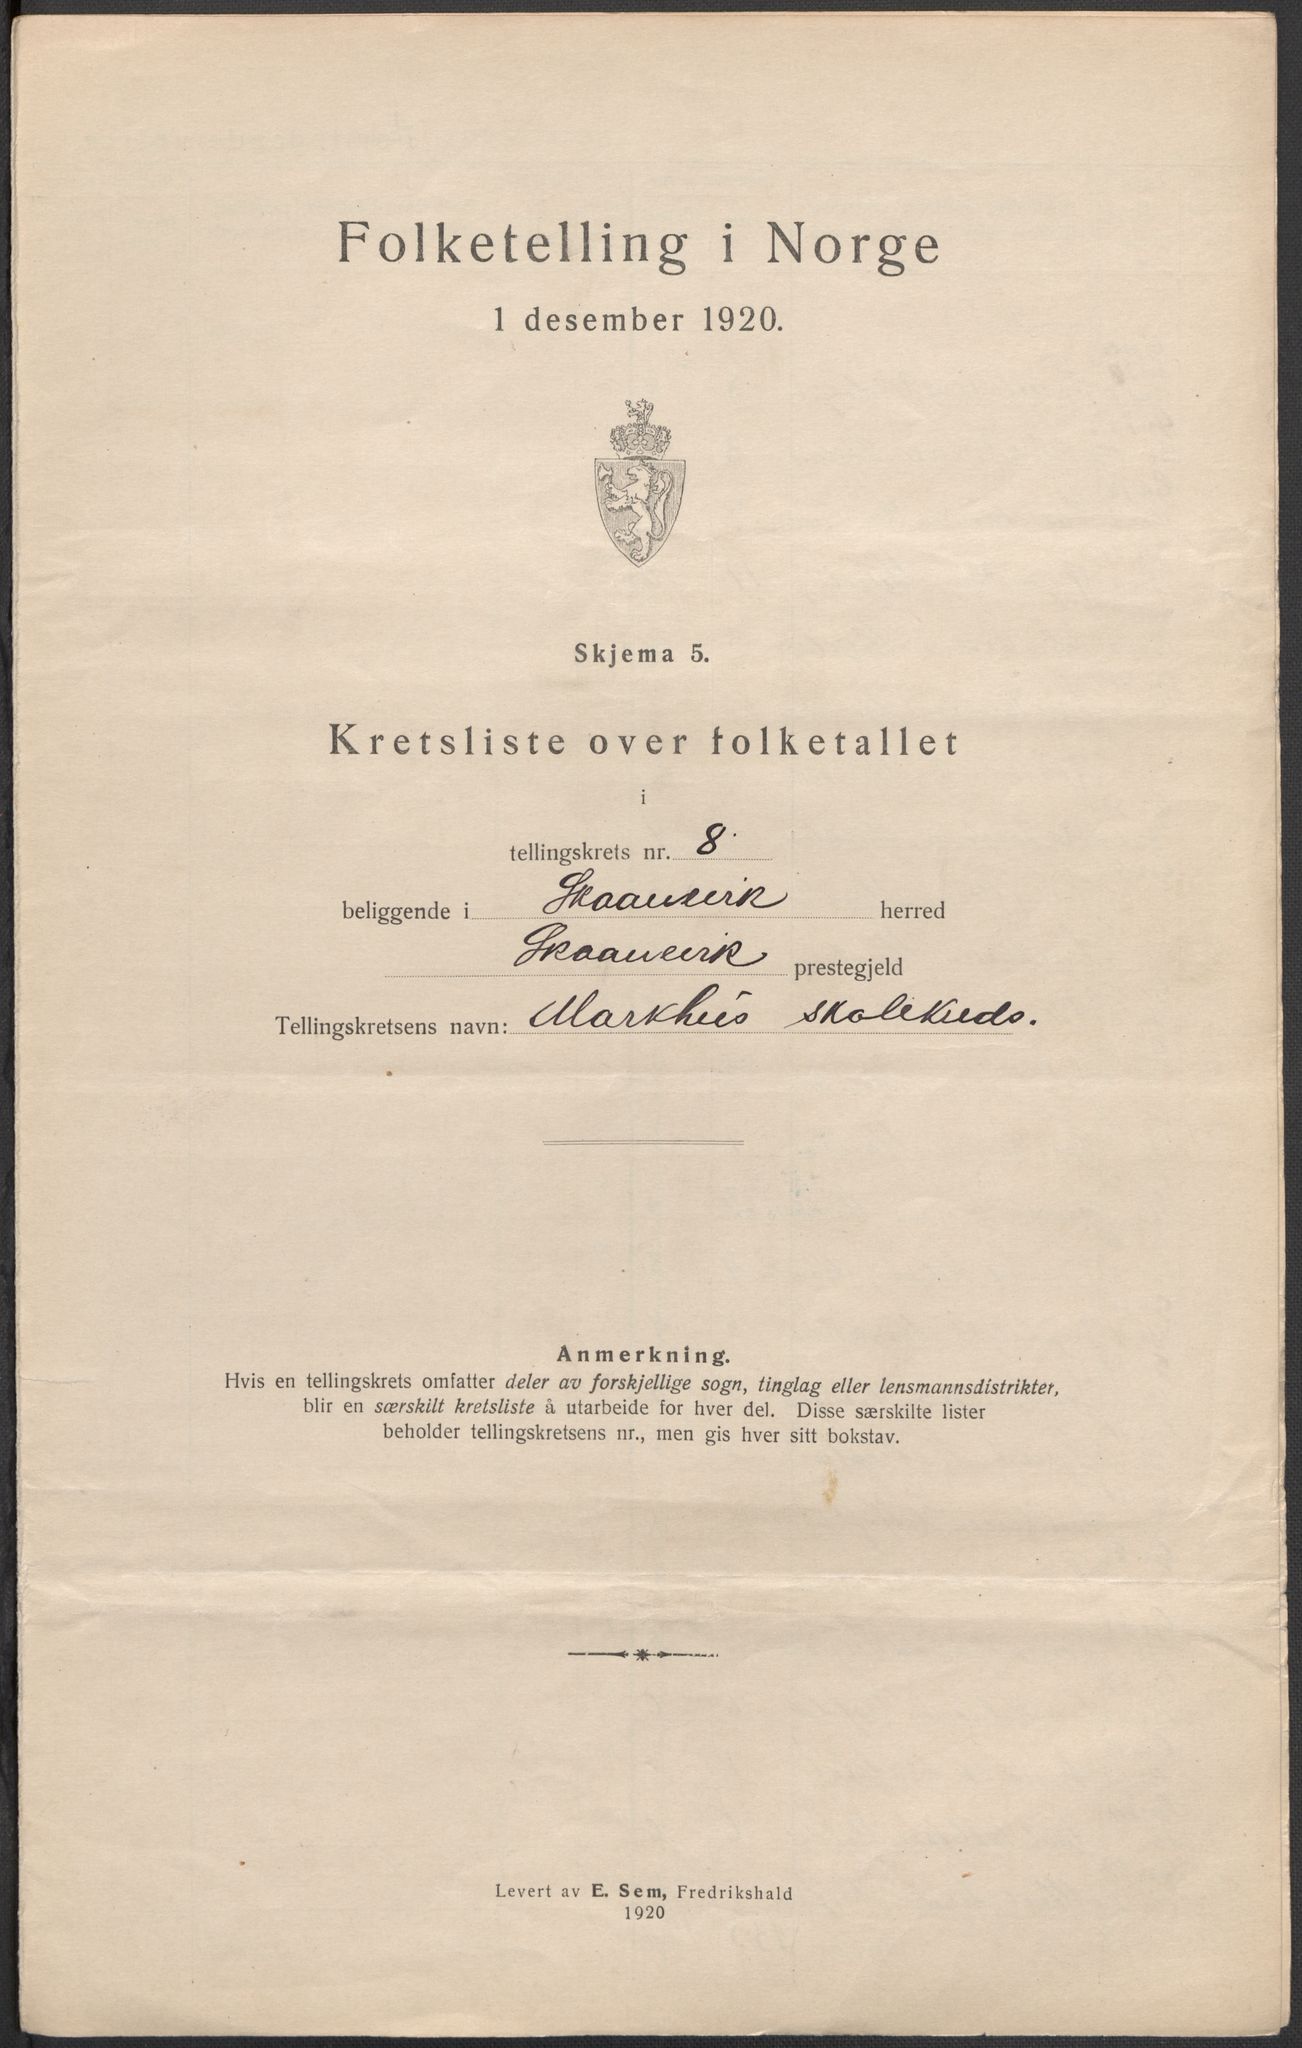 Folketelling i Norge
1 desember 1920.
Skjema 5.
Kretsliste over folketallet
i
tellingskrets nr. 8
beliggende i Skaanevik herred
Skaanevik prestegjeld
Tellingskretsens navn: Markhus skolekreds.
Anmerkning.
Hvis en tellingskrets omfatter deler av forskjellige sogn, tinglag eller lensmannsdistrikter,
blir en særskilt kretsliste å utarbeide for hver del. Disse særskilte lister
beholder tellingskretsens nr., men gis hver sitt bokstav.
Levert av E. Sem, Fredrikshald
1920